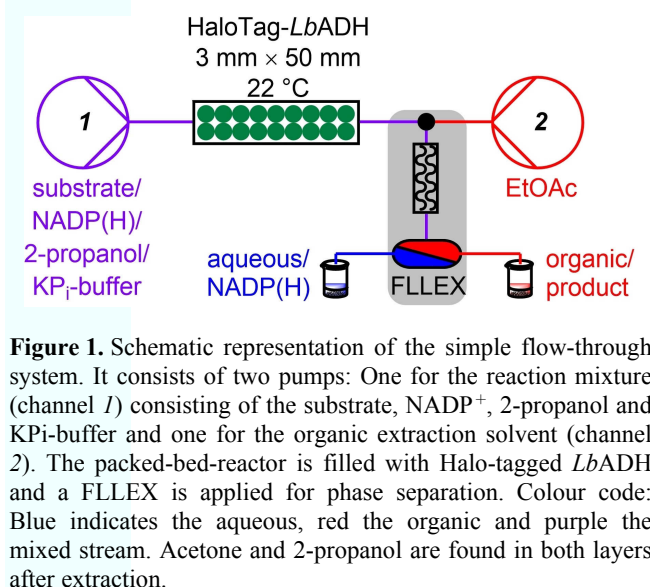 HaloTag-LbADH
3 mm × 50 mm
22 °C
1
2
substrate/
NADP(H)/
2-propanol/
KPi-buffer
EtOAc
aqueous/
NADP(H)
FLLEX
organic/
product
Figure 1. Schematic representation of the simple flow-through
system. It consists of two pumps: One for the reaction mixture
(channel 1) consisting of the substrate, NADP⁺, 2-propanol and
KPi-buffer and one for the organic extraction solvent (channel
2). The packed-bed-reactor is filled with Halo-tagged LbADH
and a FLLEX is applied for phase separation. Colour code:
Blue indicates the aqueous, red the organic and purple the
mixed stream. Acetone and 2-propanol are found in both layers
after extraction.